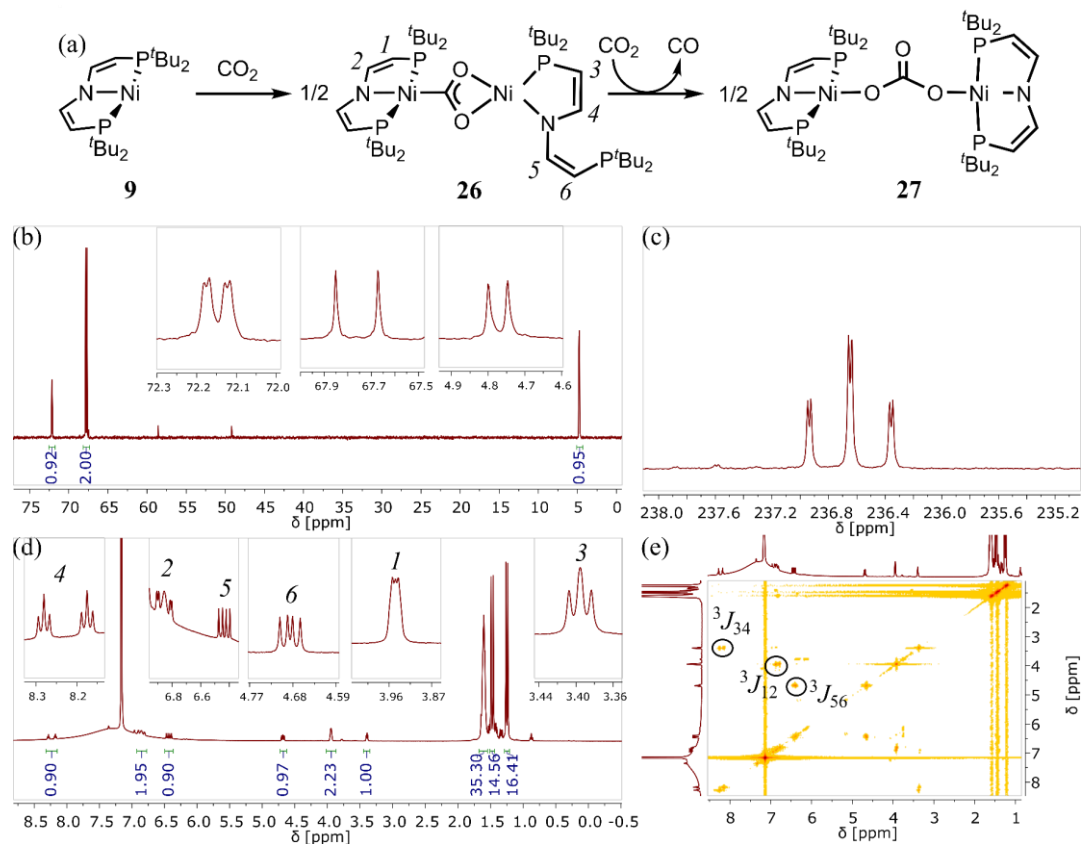 (a)
1 PᵗBu₂
2
N Ni
P
ᵗBu₂
9
CO₂
1/2
2 1 PᵗBu₂
N Ni C O O Ni
P
ᵗBu₂
ᵗBu₂
P
3
4
N
5 6 PᵗBu₂
26
CO₂ CO
1/2
PᵗBu₂
N Ni O O O Ni N
P
ᵗBu₂
ᵗBu₂
P
P
ᵗBu₂
27
(b)
72.3 72.2 72.1 72.0
67.9 67.7 67.5
4.9 4.8 4.7 4.6
0.92 2.00 0.95
75 70 65 60 55 50 45 40 35 30 25 20 15 10 5 0
δ [ppm]
(c)
238.0 237.6 237.2 236.8 236.4 236.0 235.6 235.2
δ [ppm]
(d)
4 2 5 6 1 3
8.3 8.2
6.8 6.6
4.77 4.68 4.59
3.96 3.87
3.44 3.40 3.36
0.90 1.95 0.90 0.97 2.23 1.00 35.30 14.56 16.41
8.5 8.0 7.5 7.0 6.5 6.0 5.5 5.0 4.5 4.0 3.5 3.0 2.5 2.0 1.5 1.0 0.5 0.0 -0.5
δ [ppm]
(e)
³J₃₄
³J₁₂
³J₅₆
2
3
4
5
6
7
8
δ [ppm]
8 7 6 5 4 3 2 1
δ [ppm]